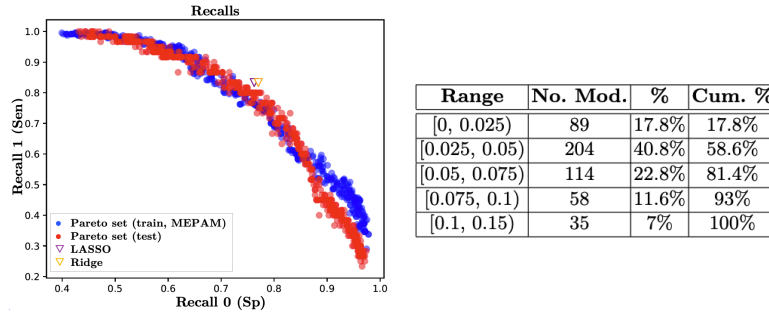 Recalls
Recall 1 (Sen)
1.0
0.9
0.8
0.7
0.6
0.5
0.4
0.3
0.2
Pareto set (train, MEPAM)
Pareto set (test)
LASSO
Ridge
0.4 0.5 0.6 0.7 0.8 0.9 1.0
Recall 0 (Sp)
Range No. Mod. % Cum. %
[0, 0.025) 89 17.8% 17.8%
[0.025, 0.05) 204 40.8% 58.6%
[0.05, 0.075) 114 22.8% 81.4%
[0.075, 0.1) 58 11.6% 93%
[0.1, 0.15) 35 7% 100%